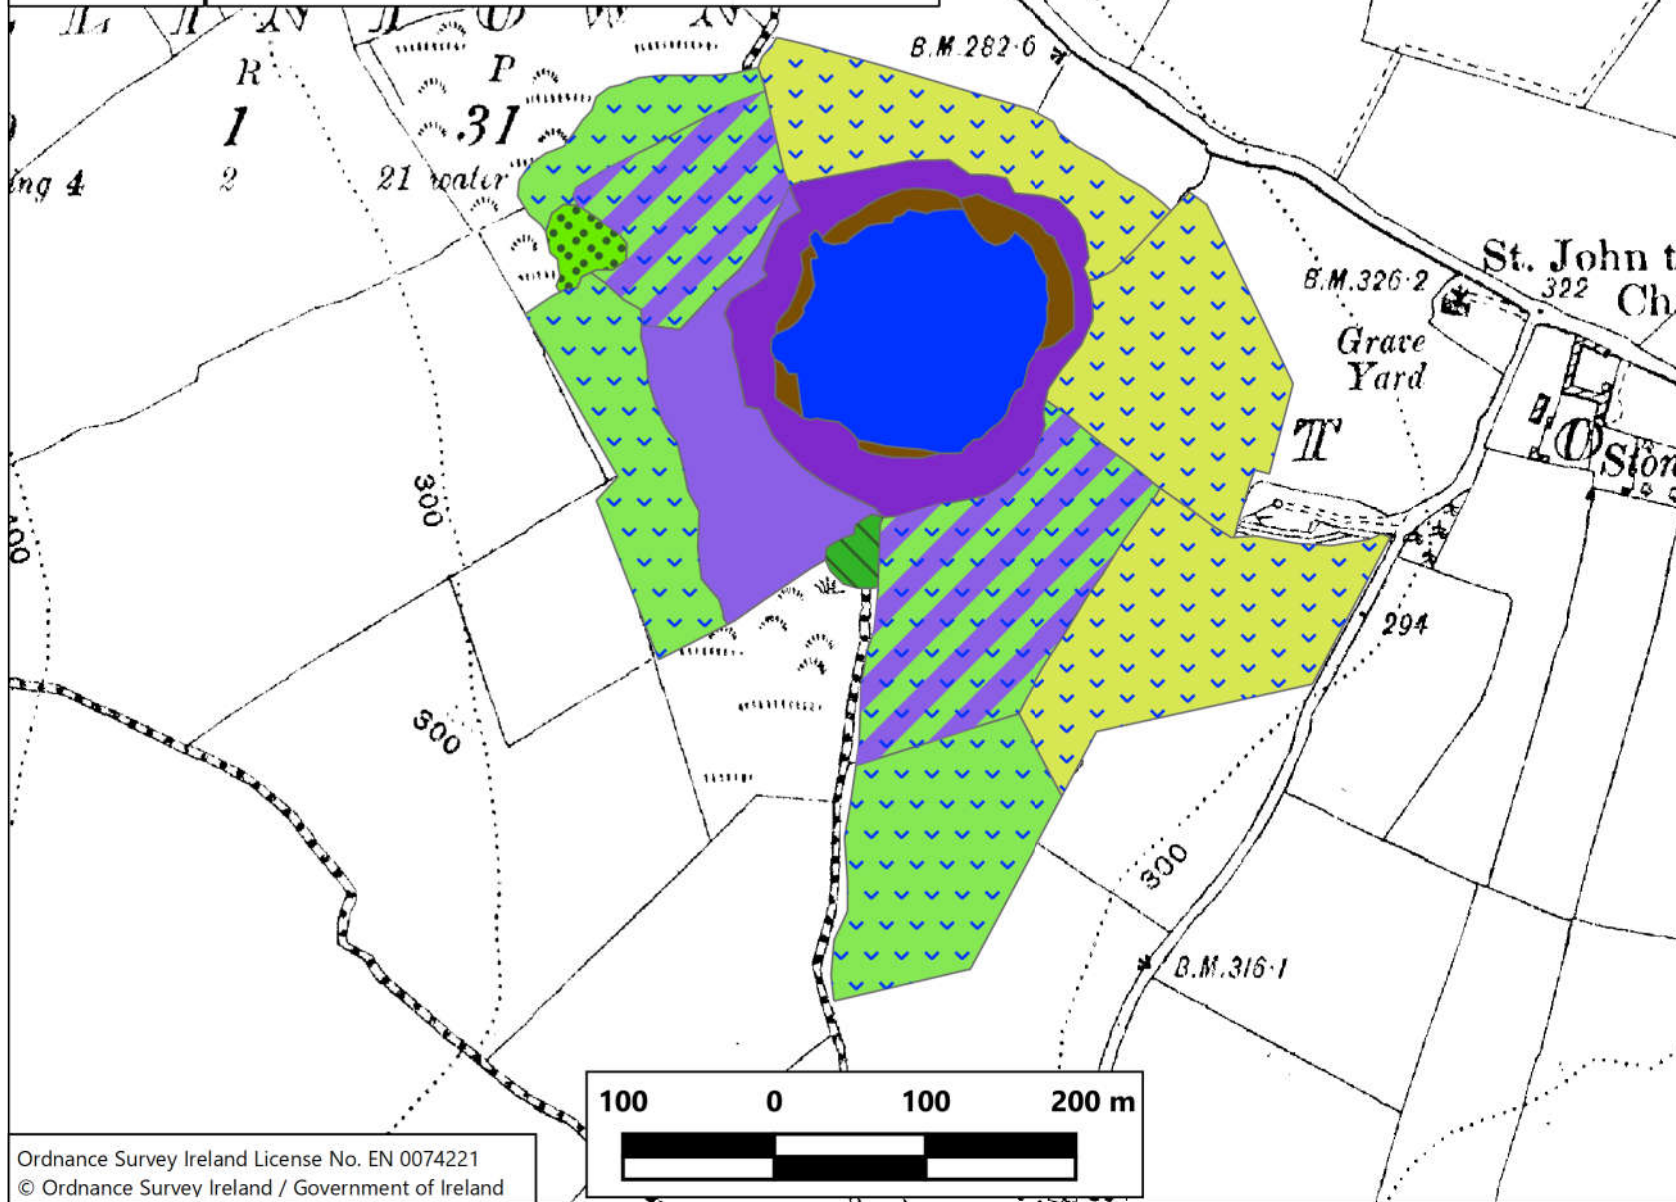 L I N T O W N
B.M.282·6
R
P
1
31
ing 4
2
21 water
St. John t
B.M.326·2
322
Ch
Grave
Yard
T
O
Ston
300
294
300
300
B.M.316·1
100 0 100 200 m
Ordnance Survey Ireland License No. EN 0074221
© Ordnance Survey Ireland / Government of Ireland